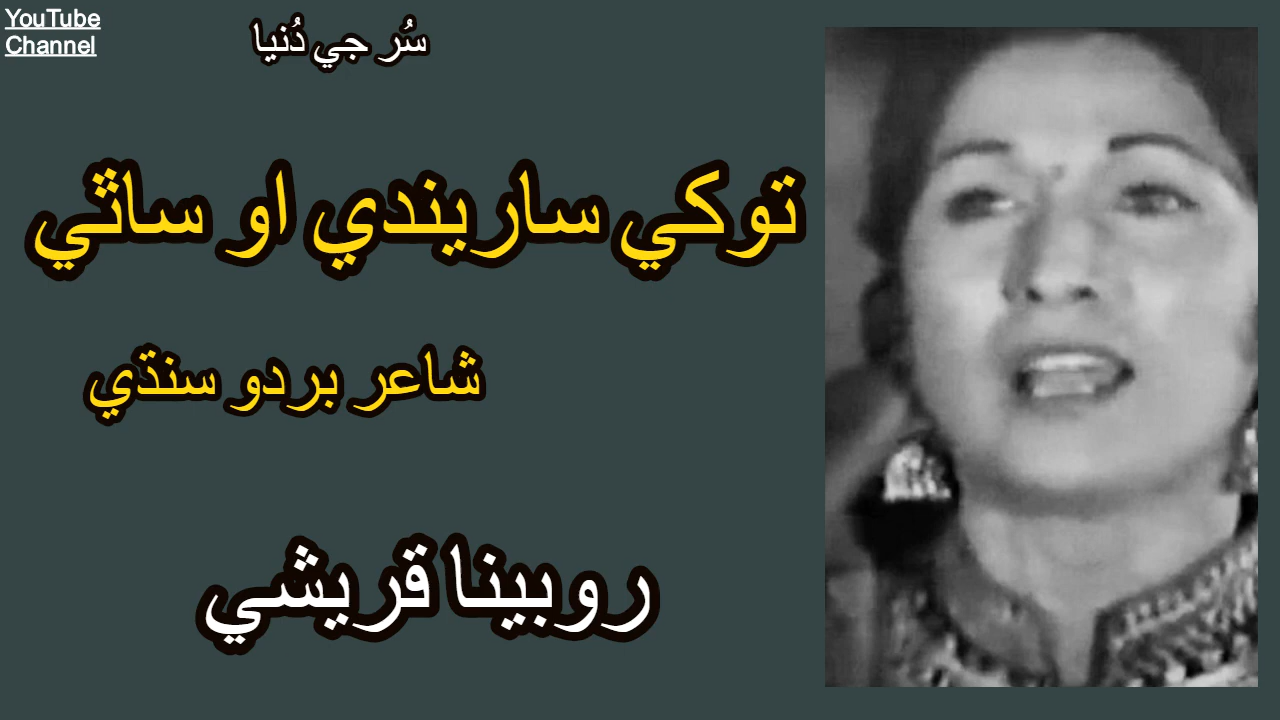 YouTube
Channel
سُر جي دُنيا
توکي ساريندي او ساٿي
شاعر بردو سنڌي
روبينا قريشي